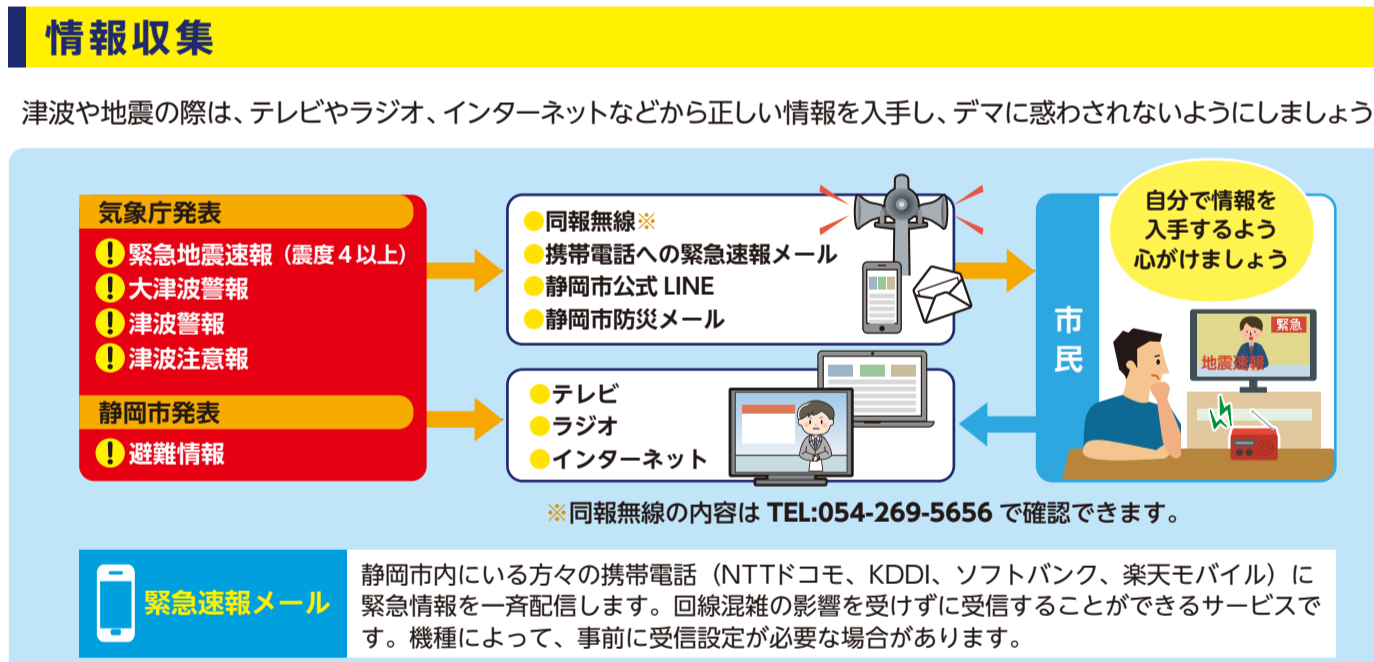 情報収集
津波や地震の際は、テレビやラジオ、インターネットなどから正しい情報を入手し、デマに惑わされないようにしましょう
気象庁発表
！緊急地震速報（震度４以上）
！大津波警報
！津波警報
！津波注意報
静岡市発表
！避難情報
●同報無線※
●携帯電話への緊急速報メール
●静岡市公式 LINE
●静岡市防災メール
●テレビ
●ラジオ
●インターネット
市民
自分で情報を
入手するよう
心がけましょう
緊急
地震速報
※同報無線の内容は TEL:054-269-5656 で確認できます。
緊急速報メール
静岡市内にいる方々の携帯電話（NTTドコモ、KDDI、ソフトバンク、楽天モバイル）に
緊急情報を一斉配信します。回線混雑の影響を受けずに受信することができるサービスで
す。機種によって、事前に受信設定が必要な場合があります。